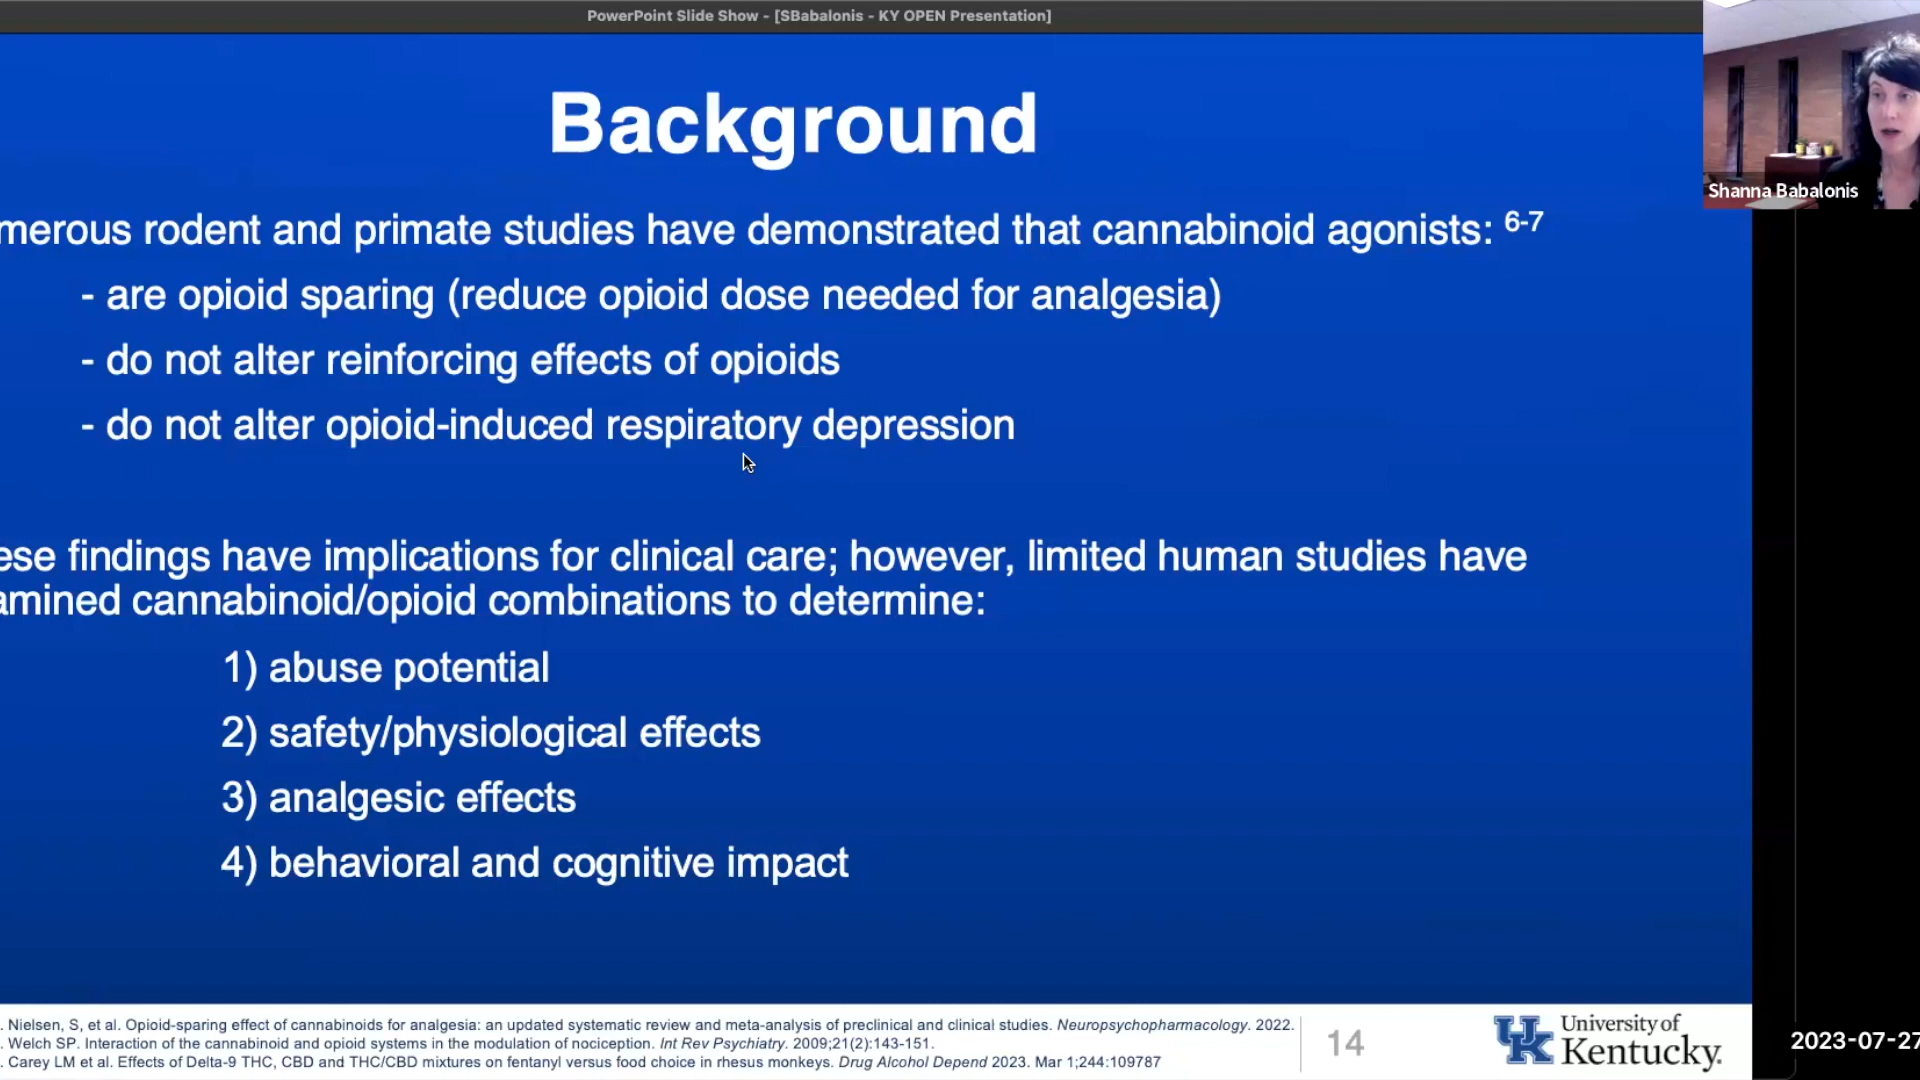 PowerPoint Slide Show - [SBabalonis - KY OPEN Presentation]
Background
Shanna Babalonis
merous rodent and primate studies have demonstrated that cannabinoid agonists: 6-7
- are opioid sparing (reduce opioid dose needed for analgesia)
- do not alter reinforcing effects of opioids
- do not alter opioid-induced respiratory depression
ese findings have implications for clinical care; however, limited human studies have
amined cannabinoid/opioid combinations to determine:
1) abuse potential
2) safety/physiological effects
3) analgesic effects
4) behavioral and cognitive impact
. Nielsen, S, et al. Opioid-sparing effect of cannabinoids for analgesia: an updated systematic review and meta-analysis of preclinical and clinical studies. Neuropsychopharmacology. 2022.
. Welch SP. Interaction of the cannabinoid and opioid systems in the modulation of nociception. Int Rev Psychiatry. 2009;21(2):143-151.
. Carey LM et al. Effects of Delta-9 THC, CBD and THC/CBD mixtures on fentanyl versus food choice in rhesus monkeys. Drug Alcohol Depend 2023. Mar 1;244:109787
14
UK
University of
Kentucky.
2023-07-27